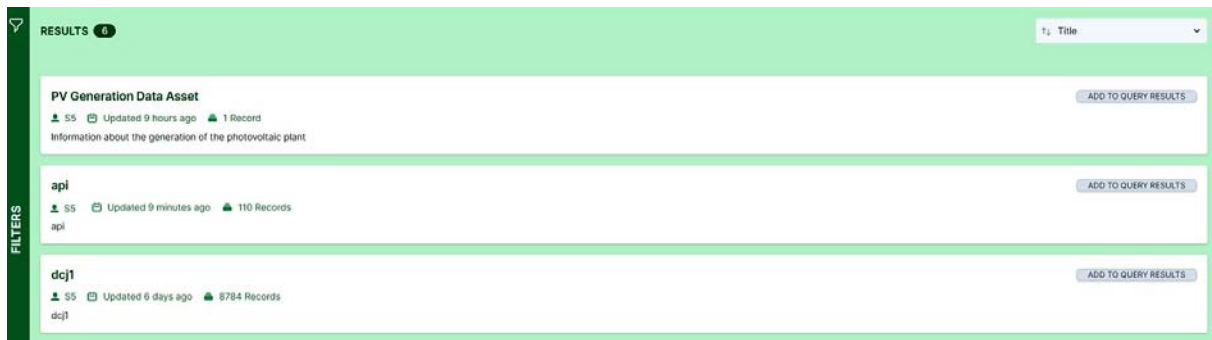 RESULTS 6
Title
PV Generation Data Asset
ADD TO QUERY RESULTS
S5 Updated 9 hours ago 1 Record
Information about the generation of the photovoltaic plant
api
ADD TO QUERY RESULTS
S5 Updated 9 minutes ago 110 Records
api
FILTERS
dcj1
ADD TO QUERY RESULTS
S5 Updated 6 days ago 8784 Records
dcj1